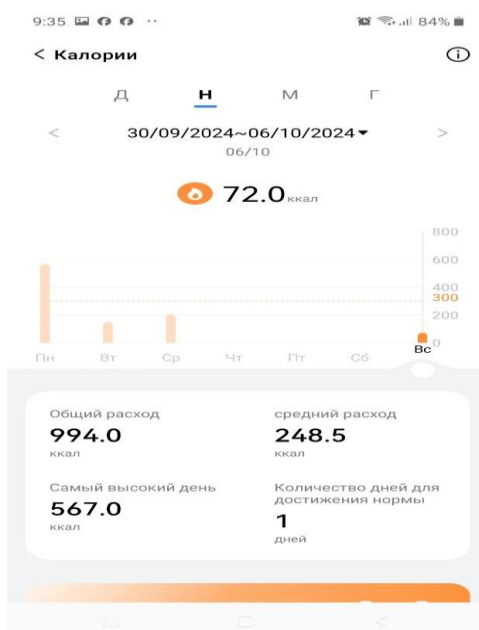 9:35 84%
< Калории
Д Н М Г
< 30/09/2024~06/10/2024 >
06/10
72.0 ккал
800
600
400
300
200
0
Пн Вт Ср Чт Пт Сб Вс
Общий расход средний расход
994.0 248.5
ккал ккал
Самый высокий день Количество дней для
достижения нормы
567.0 1
ккал дней